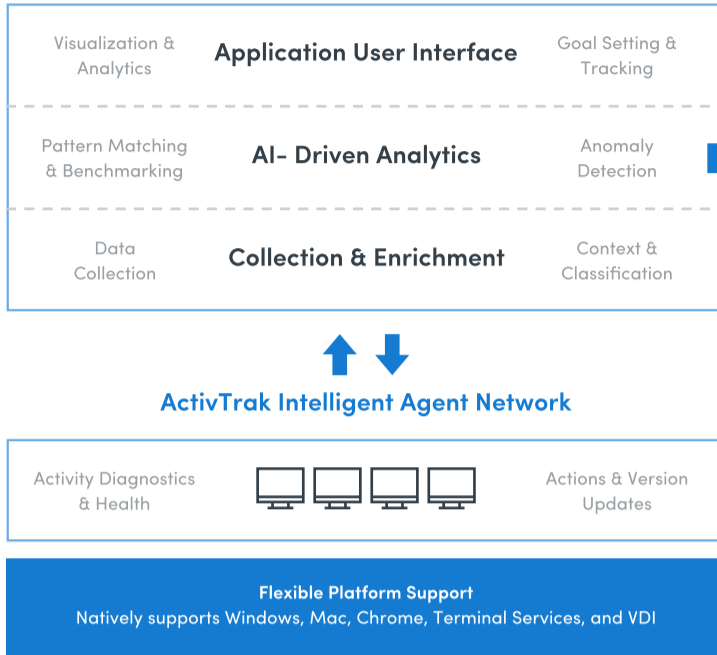 Visualization &
Analytics
Application User Interface
Goal Setting &
Tracking
Pattern Matching
& Benchmarking
AI- Driven Analytics
Anomaly
Detection
Data
Collection
Collection & Enrichment
Context &
Classification
ActivTrak Intelligent Agent Network
Activity Diagnostics
& Health
Actions & Version
Updates
Flexible Platform Support
Natively supports Windows, Mac, Chrome, Terminal Services, and VDI